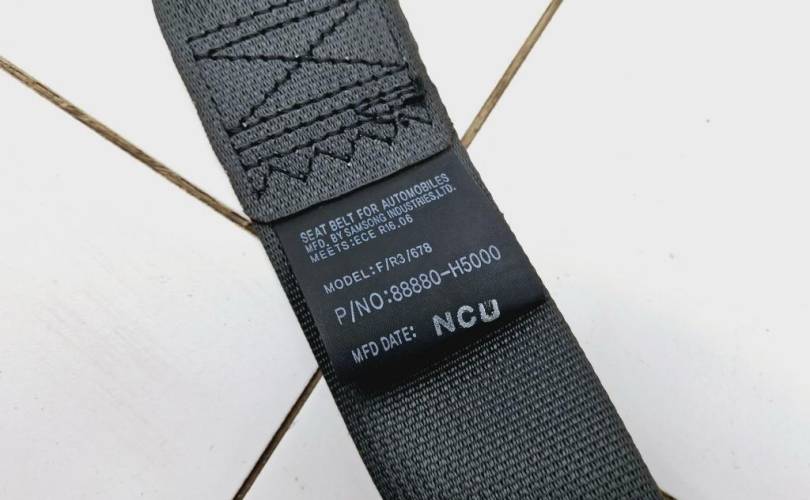 SEAT BELT FOR AUTOMOBILES
MFD. BY SAMSONG INDUSTRIES,LTD.
MEETS:ECE R16.06
MODEL:F/R3/678
P/NO:88880-H5000
MFD DATE: NCU